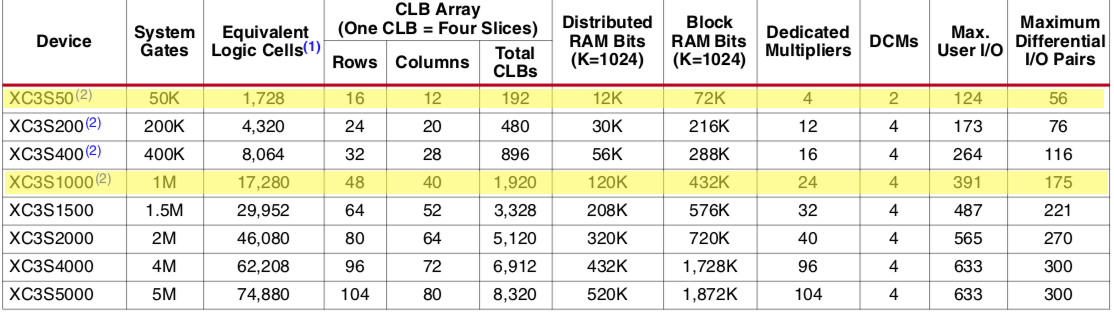 Device System Gates Equivalent Logic Cells(1) CLB Array (One CLB = Four Slices) Distributed RAM Bits (K=1024) Block RAM Bits (K=1024) Dedicated Multipliers DCMs Max. User I/O Maximum Differential I/O Pairs
Rows Columns Total CLBs
XC3S50(2) 50K 1,728 16 12 192 12K 72K 4 2 124 56
XC3S200(2) 200K 4,320 24 20 480 30K 216K 12 4 173 76
XC3S400(2) 400K 8,064 32 28 896 56K 288K 16 4 264 116
XC3S1000(2) 1M 17,280 48 40 1,920 120K 432K 24 4 391 175
XC3S1500 1.5M 29,952 64 52 3,328 208K 576K 32 4 487 221
XC3S2000 2M 46,080 80 64 5,120 320K 720K 40 4 565 270
XC3S4000 4M 62,208 96 72 6,912 432K 1,728K 96 4 633 300
XC3S5000 5M 74,880 104 80 8,320 520K 1,872K 104 4 633 300